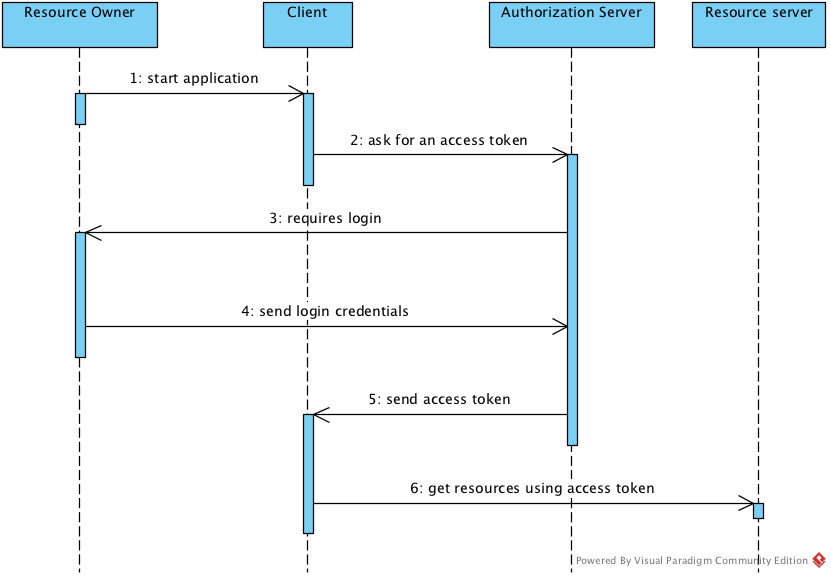 Resource Owner
Client
Authorization Server
Resource server
1: start application
2: ask for an access token
3: requires login
4: send login credentials
5: send access token
6: get resources using access token
Powered By Visual Paradigm Community Edition